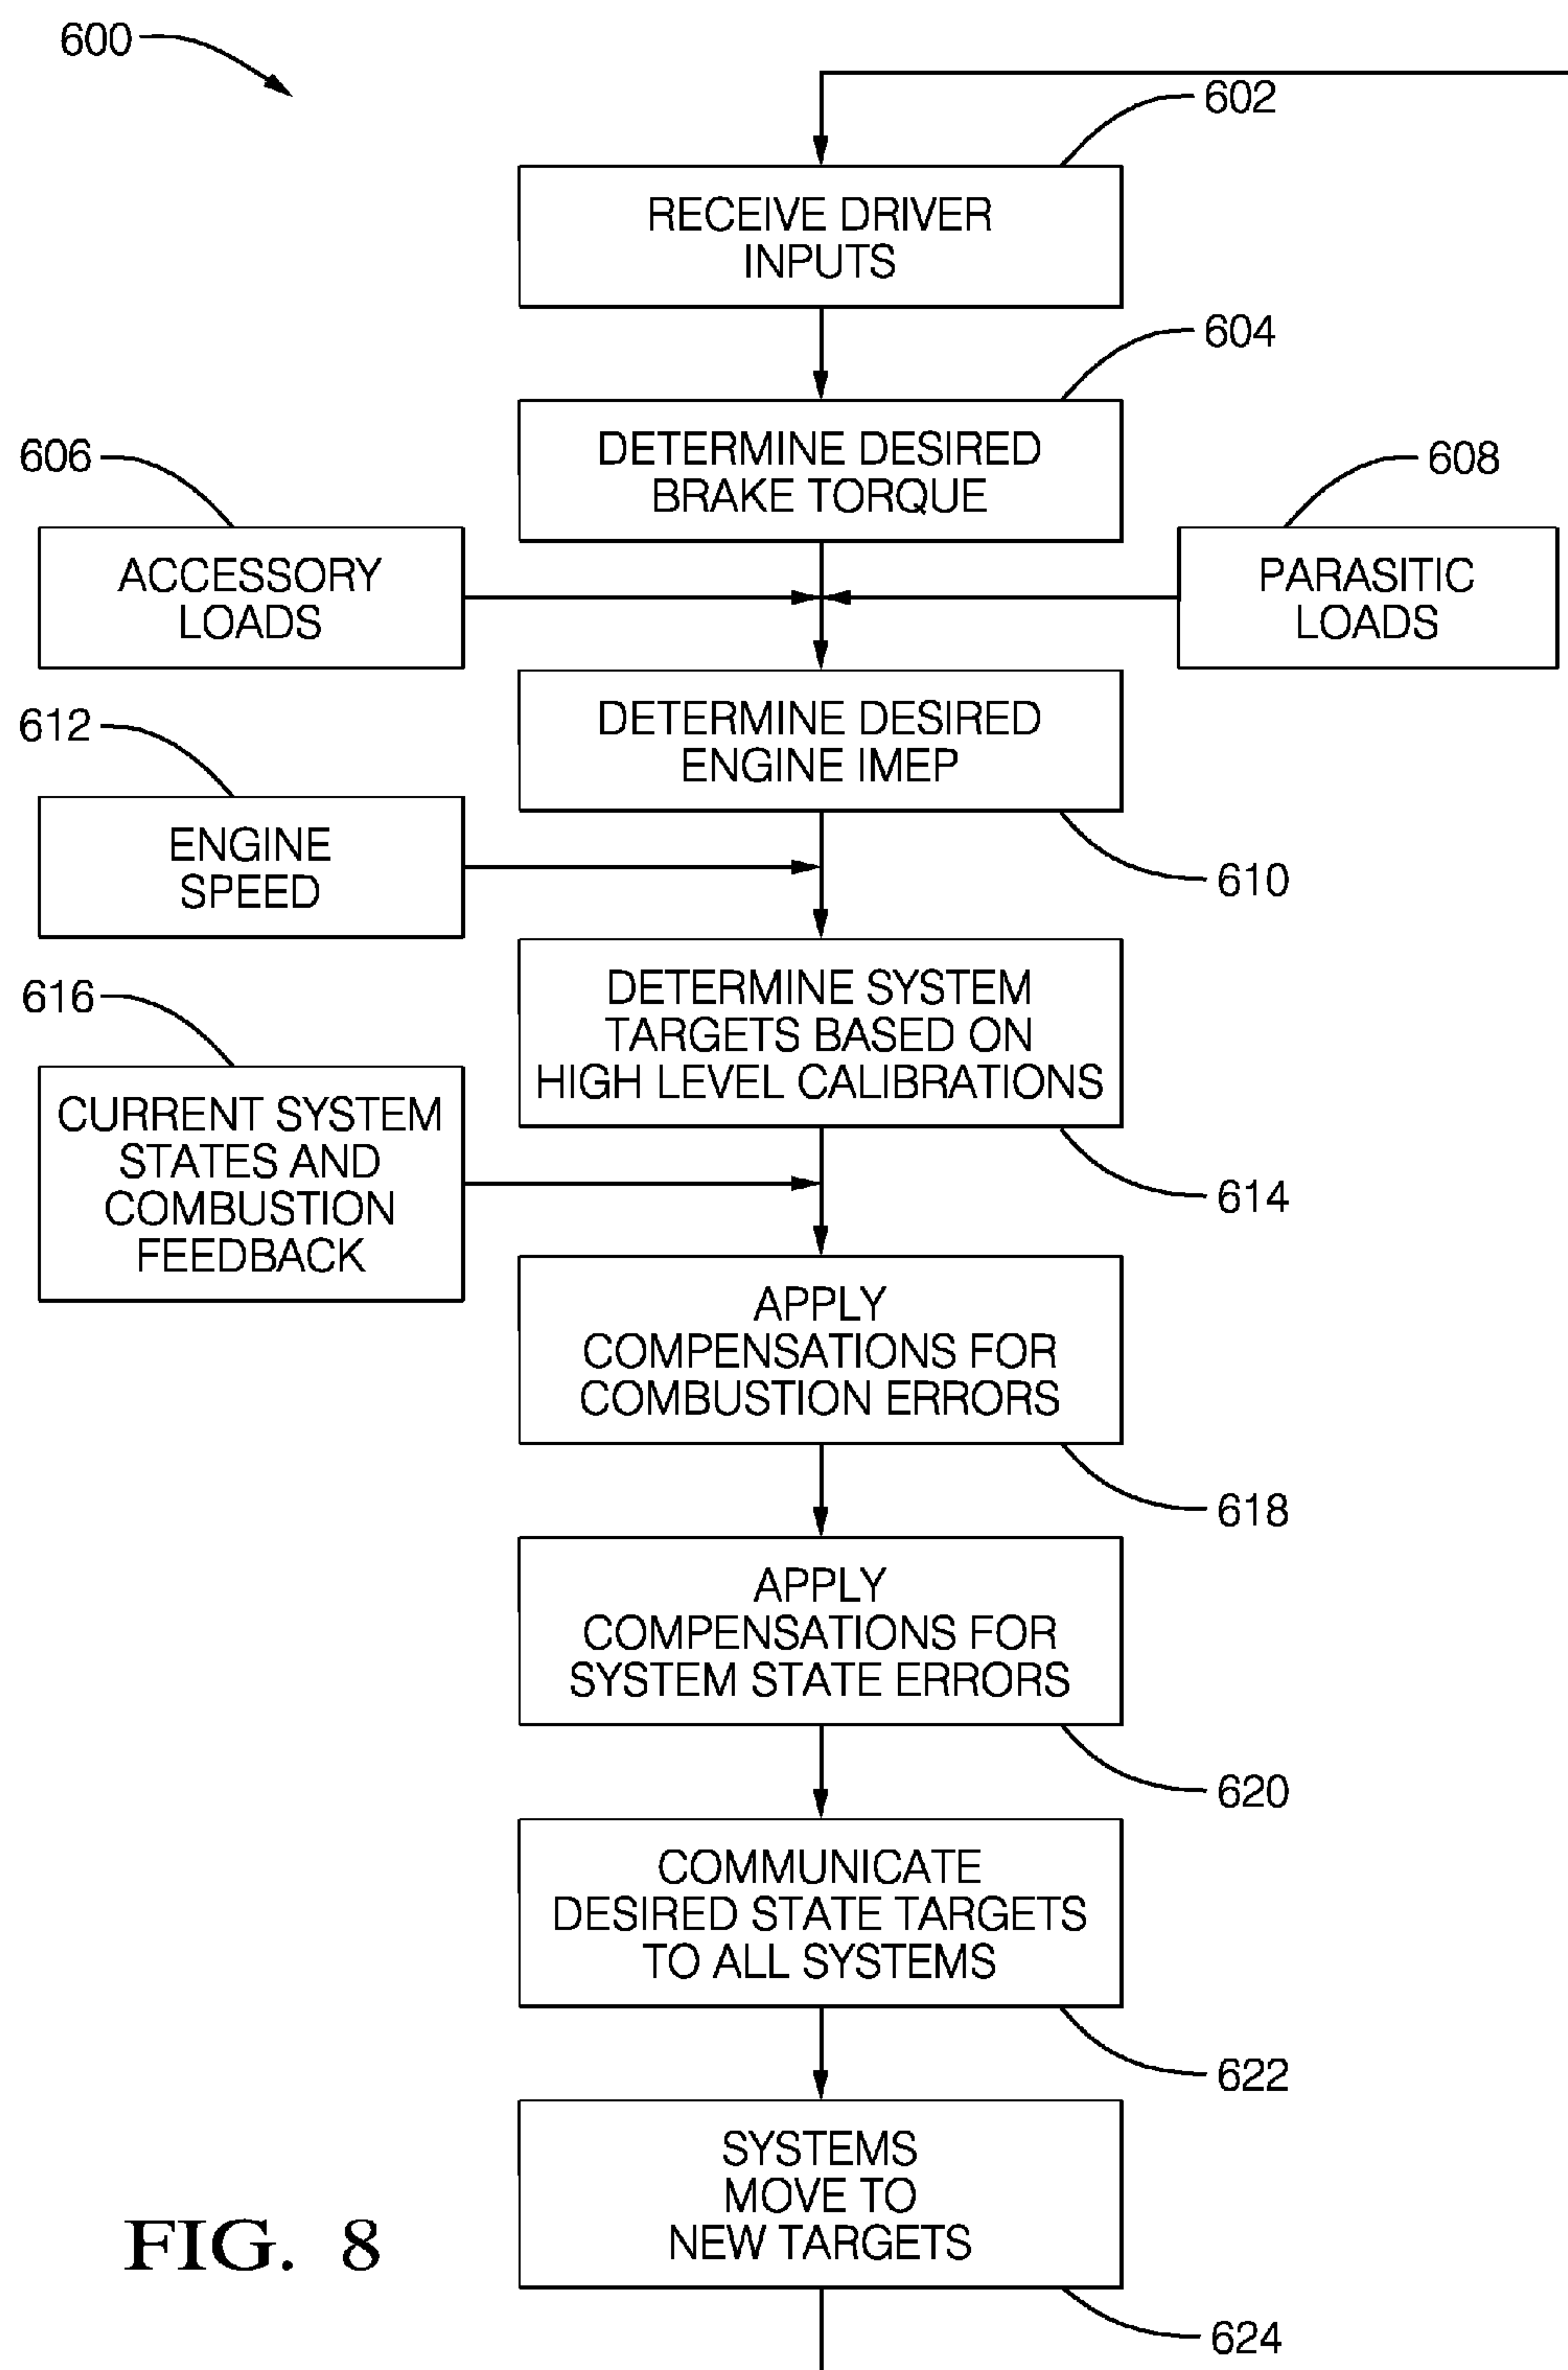 600
602
RECEIVE DRIVER
INPUTS
604
DETERMINE DESIRED
BRAKE TORQUE
606
ACCESSORY
LOADS
608
PARASITIC
LOADS
DETERMINE DESIRED
ENGINE IMEP
610
612
ENGINE
SPEED
DETERMINE SYSTEM
TARGETS BASED ON
HIGH LEVEL CALIBRATIONS
614
616
CURRENT SYSTEM
STATES AND
COMBUSTION
FEEDBACK
APPLY
COMPENSATIONS FOR
COMBUSTION ERRORS
618
APPLY
COMPENSATIONS FOR
SYSTEM STATE ERRORS
620
COMMUNICATE
DESIRED STATE TARGETS
TO ALL SYSTEMS
622
SYSTEMS
MOVE TO
NEW TARGETS
624
FIG. 8